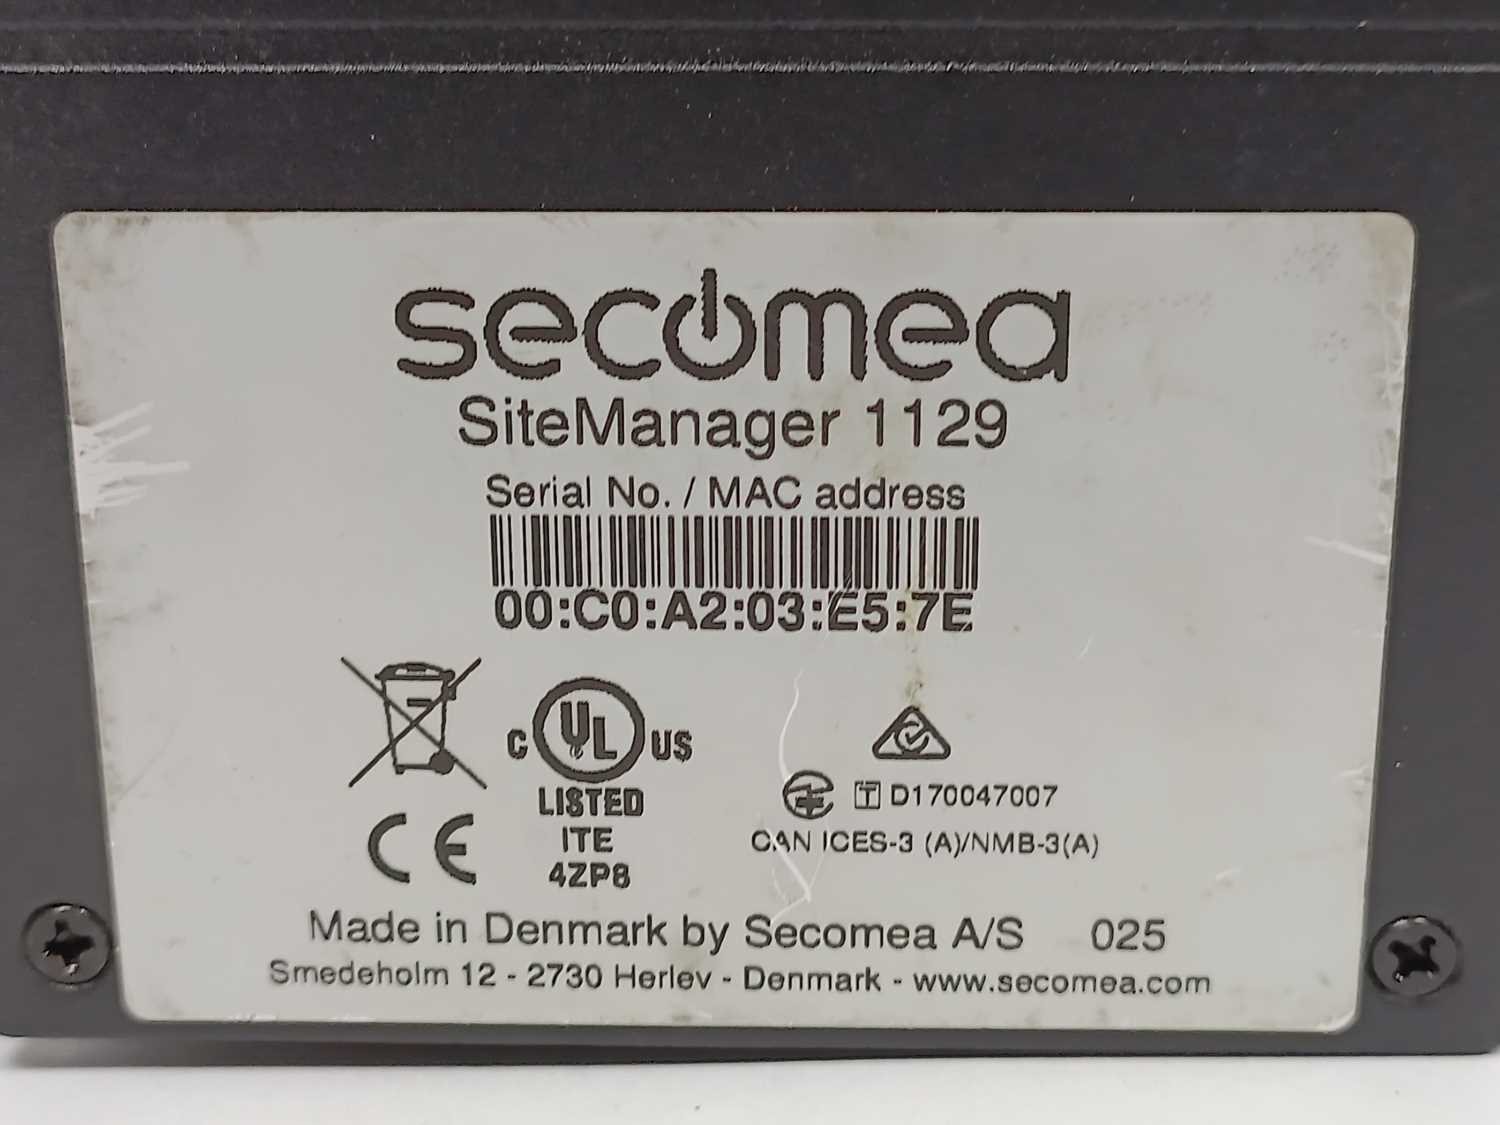 secomea
SiteManager 1129
Serial No. / MAC address
00:C0:A2:03:E5:7E
C UL US
LISTED
ITE
4ZP8
CE
T D170047007
CAN ICES-3 (A)/NMB-3(A)
Made in Denmark by Secomea A/S 025
Smedeholm 12 - 2730 Herlev - Denmark - www.secomea.com